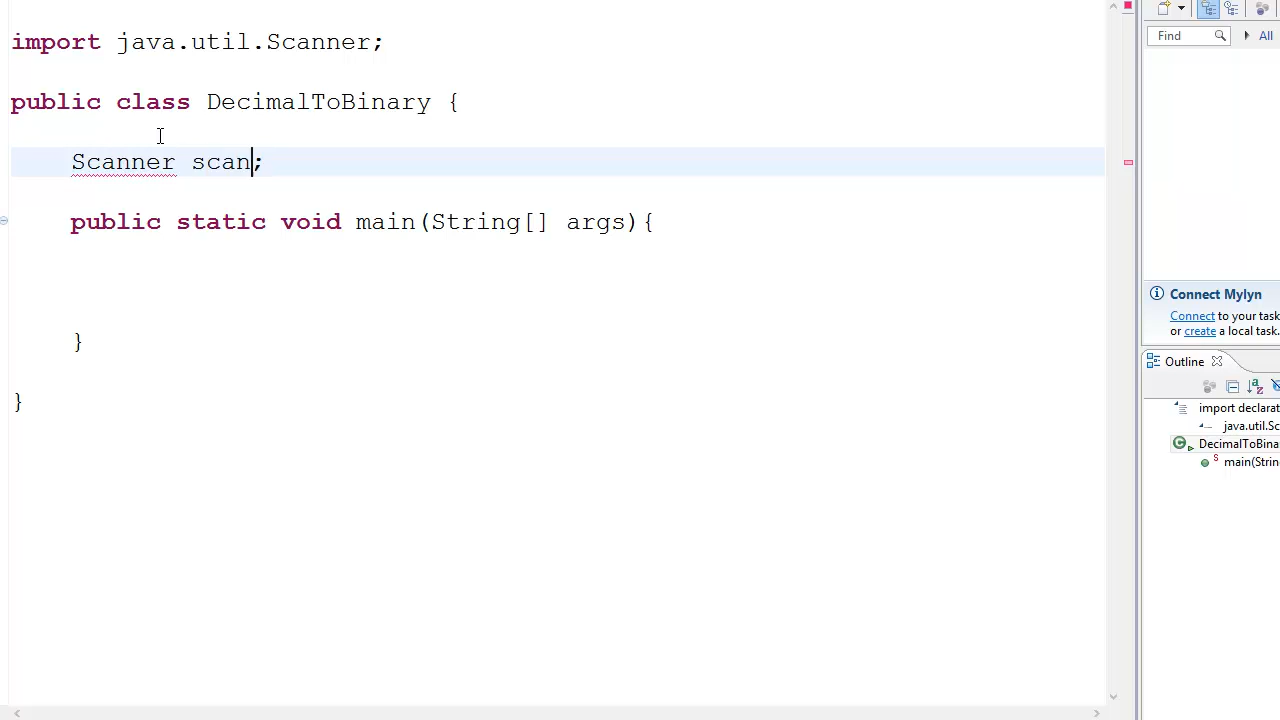 import java.util.Scanner;
public class DecimalToBinary {
Scanner scan;
public static void main(String[] args){
}
}
Find
All
Connect Mylyn
Connect to your task
or create a local task.
Outline
import declarat
java.util.Sc
DecimalToBina
main(Strin